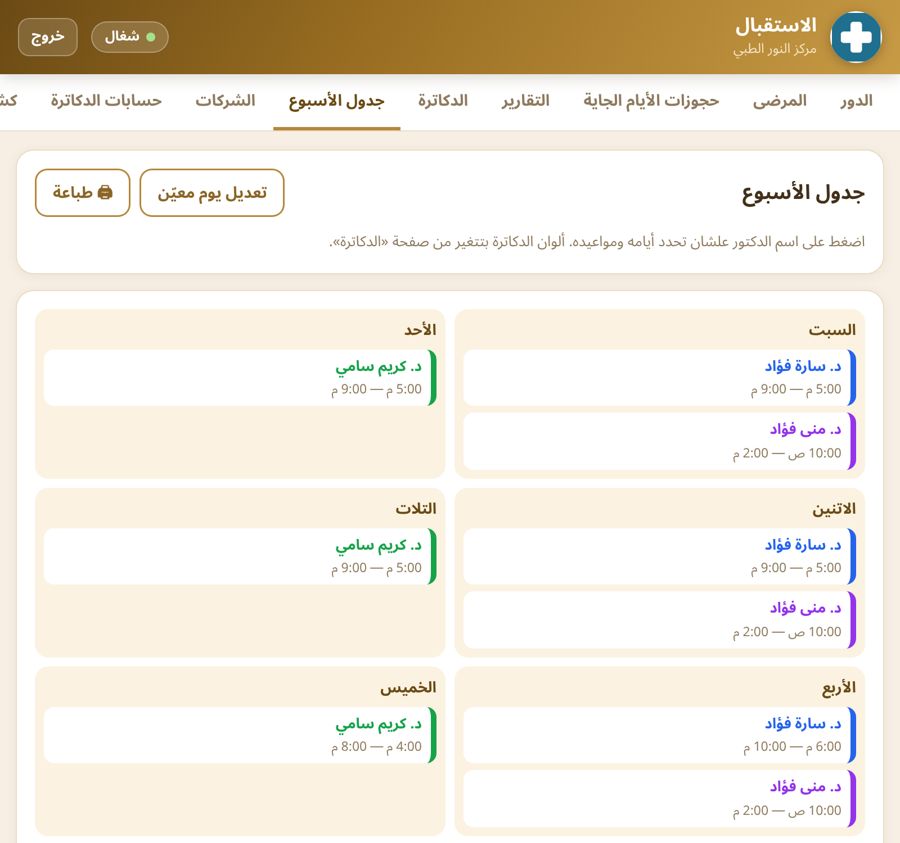 الاستقبال
مركز النور الطبي
شغال
خروج
الدور
المرضى
حجوزات الأيام الجاية
التقارير
الدكاترة
جدول الأسبوع
الشركات
حسابات الدكاترة
جدول الأسبوع
تعديل يوم معيّن
طباعة
اضغط على اسم الدكتور علشان تحدد أيامه ومواعيده. ألوان الدكاترة بتتغير من صفحة «الدكاترة».
السبت
د. سارة فؤاد
5:00 م — 9:00 م
د. منى فؤاد
10:00 ص — 2:00 م
الأحد
د. كريم سامي
5:00 م — 9:00 م
الاتنين
د. سارة فؤاد
5:00 م — 9:00 م
د. منى فؤاد
10:00 ص — 2:00 م
التلات
د. كريم سامي
5:00 م — 9:00 م
الأربع
د. سارة فؤاد
6:00 م — 10:00 م
د. منى فؤاد
10:00 ص — 2:00 م
الخميس
د. كريم سامي
4:00 م — 8:00 م